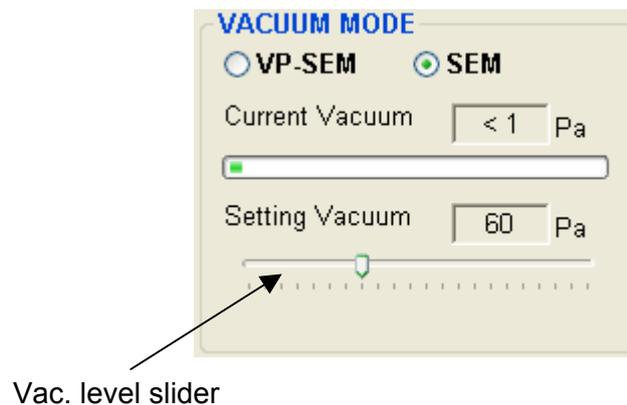 VACUUM MODE
VP-SEM SEM
Current Vacuum < 1 Pa
Setting Vacuum 60 Pa
Vac. level slider